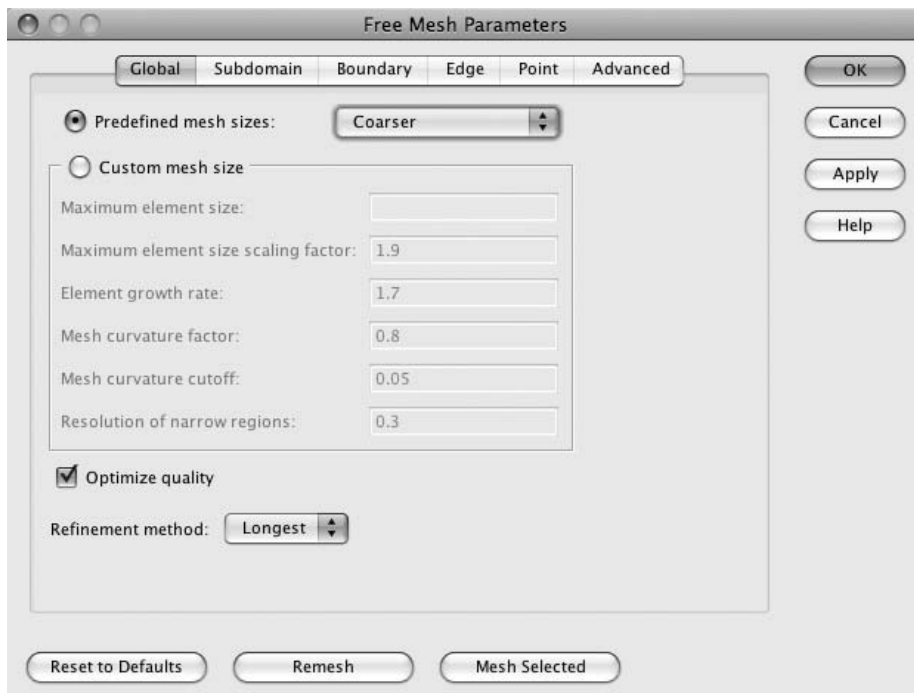 Free Mesh Parameters
Global Subdomain Boundary Edge Point Advanced
OK
Cancel
Apply
Help
Predefined mesh sizes: Coarser
Custom mesh size
Maximum element size:
Maximum element size scaling factor: 1.9
Element growth rate: 1.7
Mesh curvature factor: 0.8
Mesh curvature cutoff: 0.05
Resolution of narrow regions: 0.3
Optimize quality
Refinement method: Longest
Reset to Defaults Remesh Mesh Selected